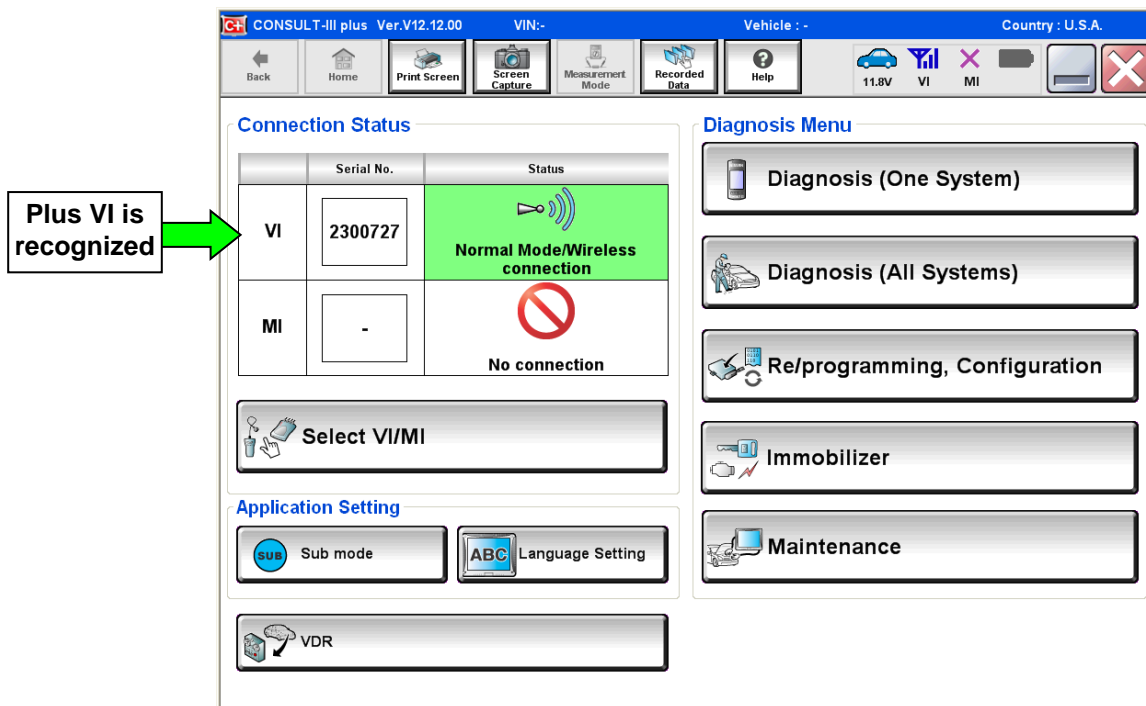 C+ CONSULT-III plus Ver.V12.12.00 VIN:- Vehicle : - Country : U.S.A.
Back
Home
Print Screen
Screen
Capture
Measurement
Mode
Recorded
Data
?
Help
11.8V
VI
MI
Connection Status
Serial No.
Status
Plus VI is
recognized
VI
2300727
Normal Mode/Wireless
connection
MI
-
No connection
Select VI/MI
Application Setting
SUB
Sub mode
ABC
Language Setting
VDR
Diagnosis Menu
Diagnosis (One System)
Diagnosis (All Systems)
Re/programming, Configuration
Immobilizer
Maintenance